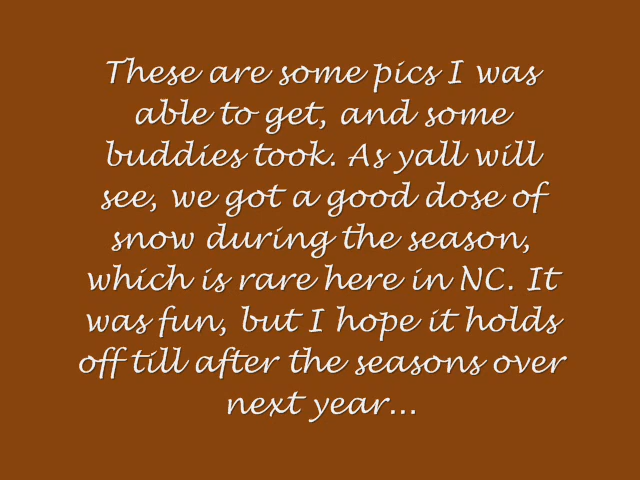 These are some pics I was
able to get, and some
buddies took. As yall will
see, we got a good dose of
snow during the season,
which is rare here in NC. It
was fun, but I hope it holds
off till after the seasons over
next year...